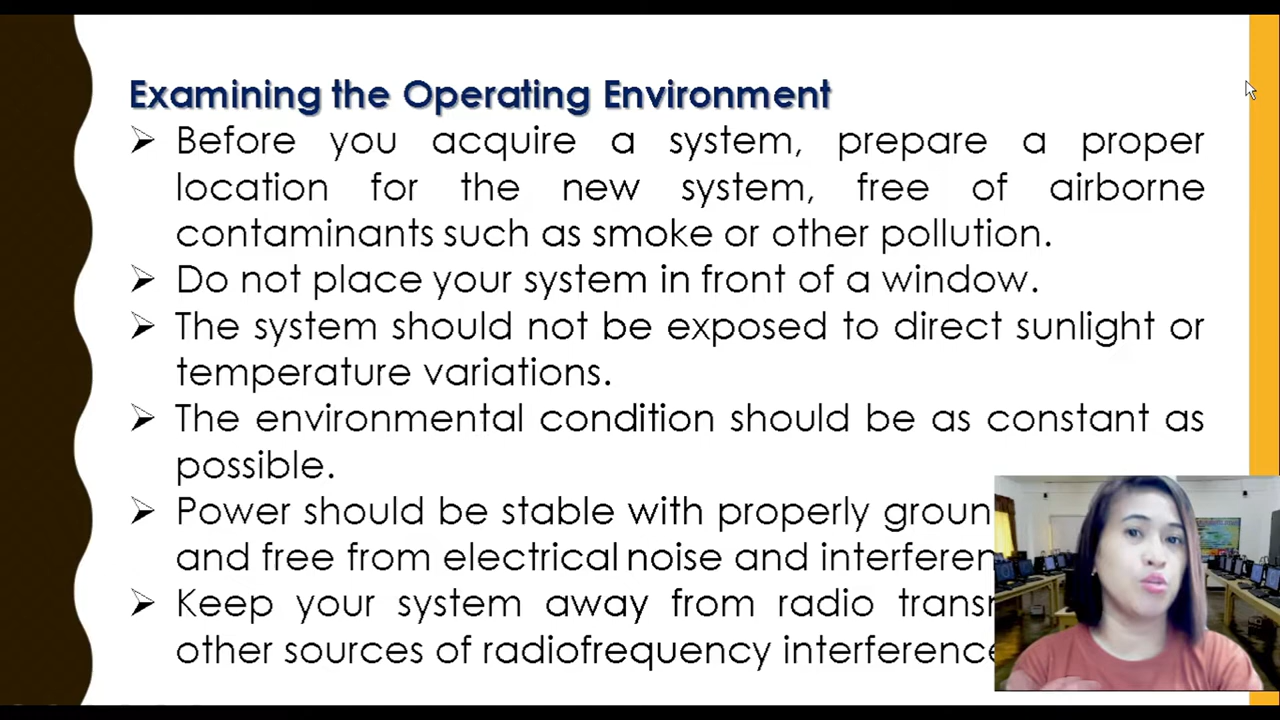 Examining the Operating Environment
➢ Before you acquire a system, prepare a proper
location for the new system, free of airborne
contaminants such as smoke or other pollution.
➢ Do not place your system in front of a window.
➢ The system should not be exposed to direct sunlight or
temperature variations.
➢ The environmental condition should be as constant as
possible.
➢ Power should be stable with properly
and free from electrical noise and
➢ Keep your system away from radio
other sources of radiofrequency interference